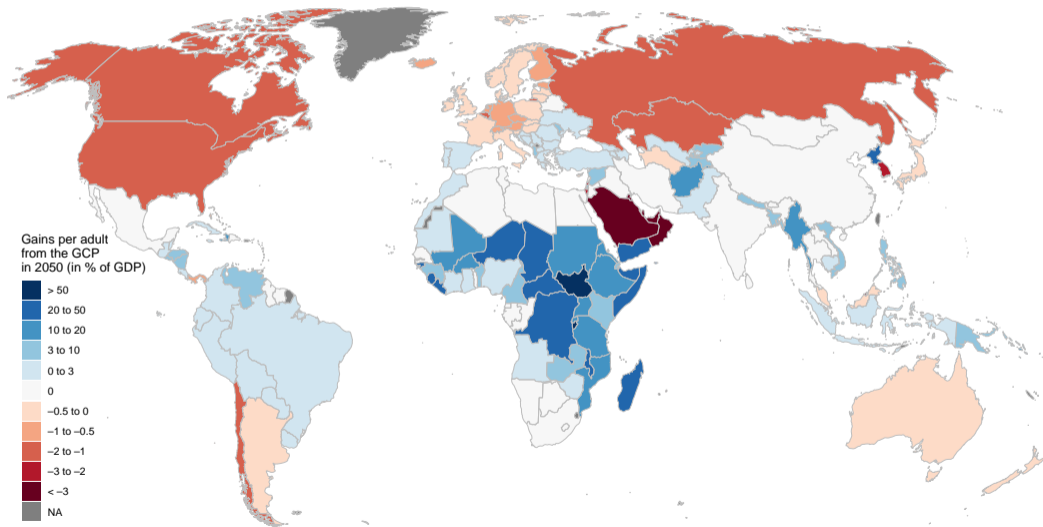 Gains per adult
from the GCP
in 2050 (in % of GDP)
> 50
20 to 50
10 to 20
3 to 10
0 to 3
0
−0.5 to 0
−1 to −0.5
−2 to −1
−3 to −2
< −3
NA